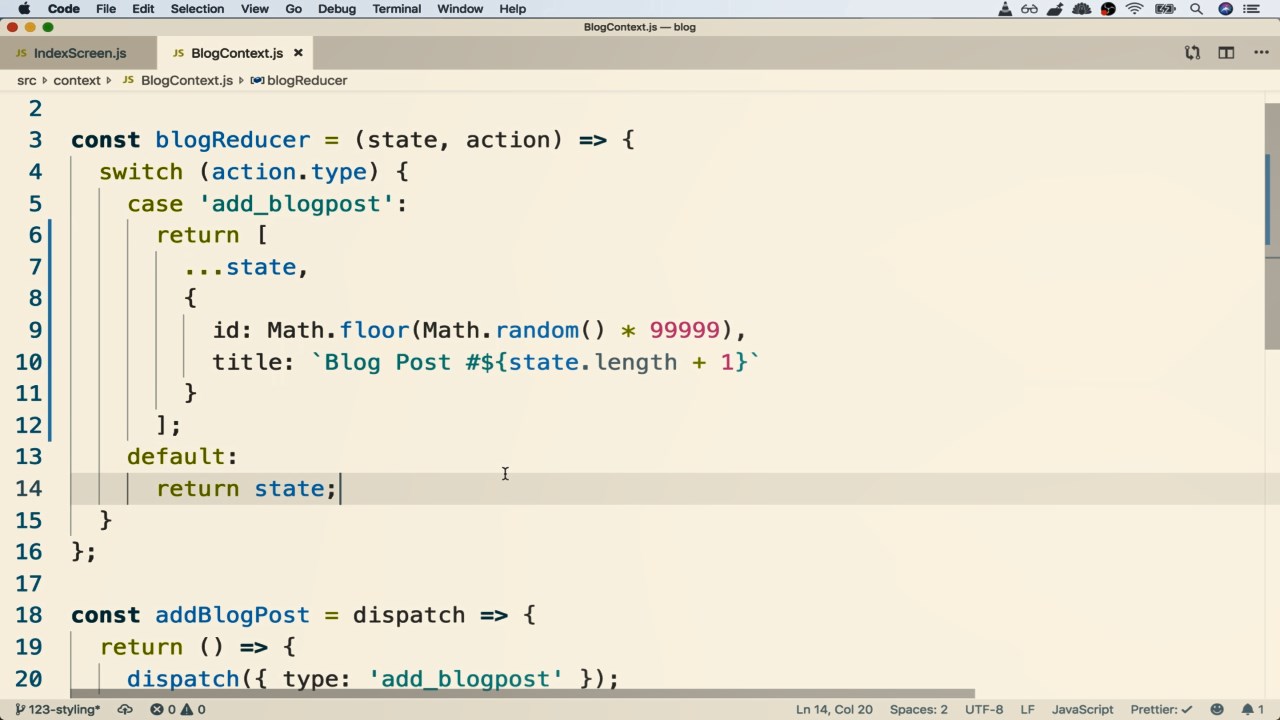 Code File Edit Selection View Go Debug Terminal Window Help
BlogContext.js — blog
JS IndexScreen.js JS BlogContext.js ×
src context JS BlogContext.js blogReducer
2
3 const blogReducer = (state, action) => {
4 switch (action.type) {
5 case 'add_blogpost':
6 return [
7 ...state,
8 {
9 id: Math.floor(Math.random() * 99999),
10 title: `Blog Post #${state.length + 1}`
11 }
12 ];
13 default:
14 return state;
15 }
16 };
17
18 const addBlogPost = dispatch => {
19 return () => {
20 dispatch({ type: 'add_blogpost' });
123-styling* 0 0 Ln 14, Col 20 Spaces: 2 UTF-8 LF JavaScript Prettier: ✓ 1